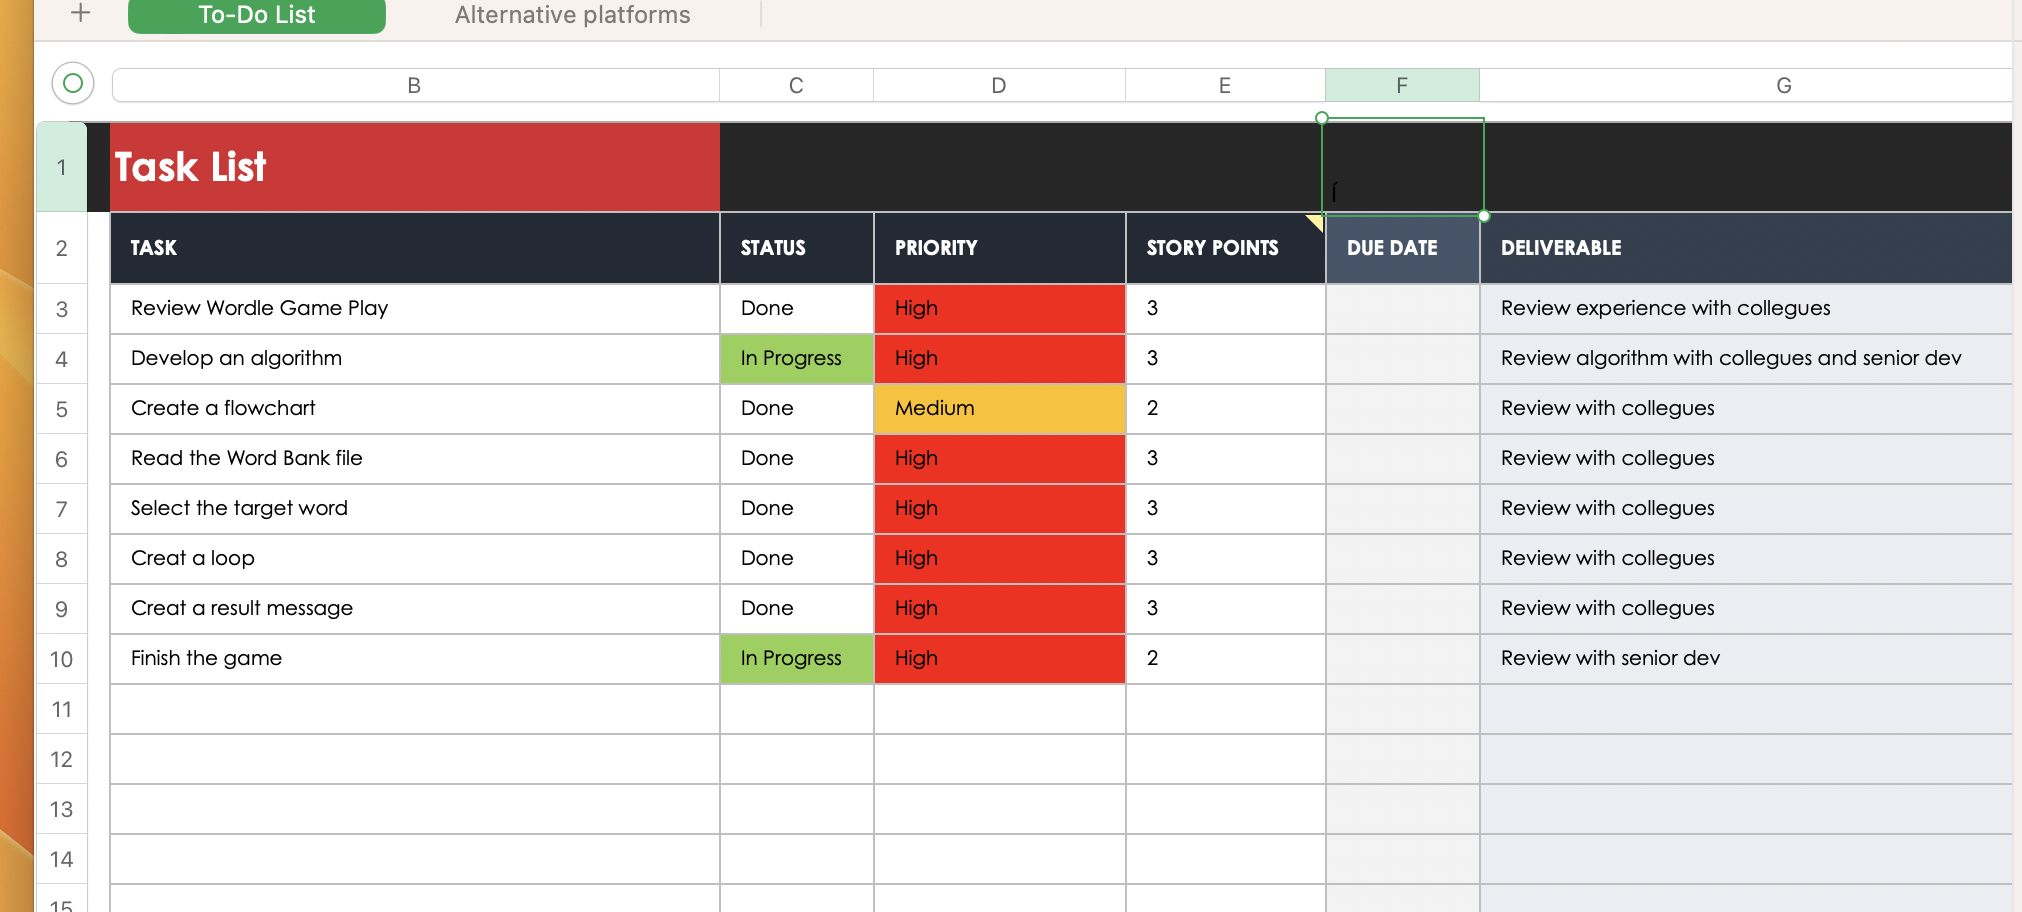 + To-Do List Alternative platforms
B C D E F G
1 Task List í
2 TASK STATUS PRIORITY STORY POINTS DUE DATE DELIVERABLE
3 Review Wordle Game Play Done High 3 Review experience with collegues
4 Develop an algorithm In Progress High 3 Review algorithm with collegues and senior dev
5 Create a flowchart Done Medium 2 Review with collegues
6 Read the Word Bank file Done High 3 Review with collegues
7 Select the target word Done High 3 Review with collegues
8 Creat a loop Done High 3 Review with collegues
9 Creat a result message Done High 3 Review with collegues
10 Finish the game In Progress High 2 Review with senior dev
11
12
13
14
15